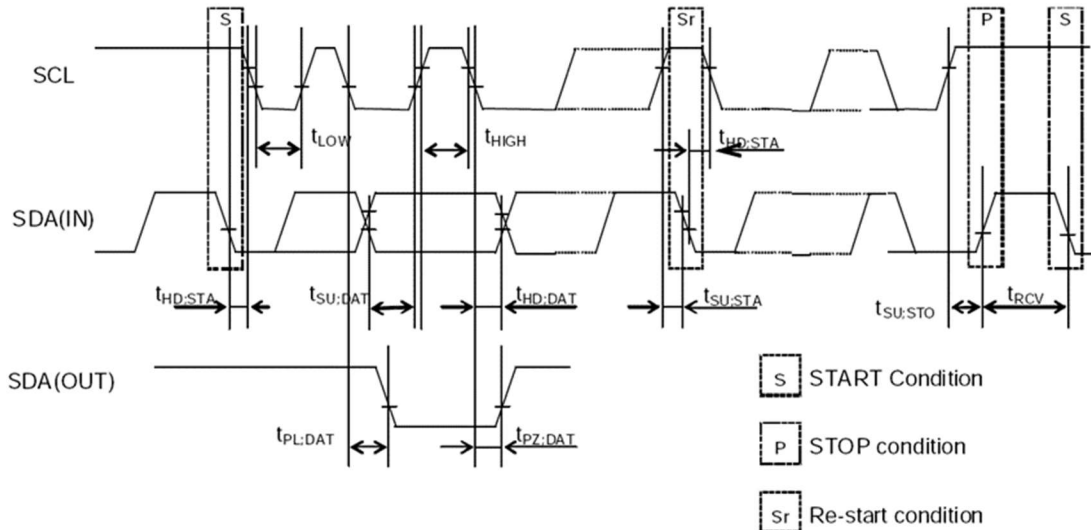 S Sr P S
SCL
tLOW tHIGH tHD;STA
SDA(IN)
tHD;STA tSU;DAT tHD;DAT tSU;STA tSU;STO tRCV
SDA(OUT)
S START Condition
tPL;DAT tPZ;DAT
P STOP condition
Sr Re-start condition